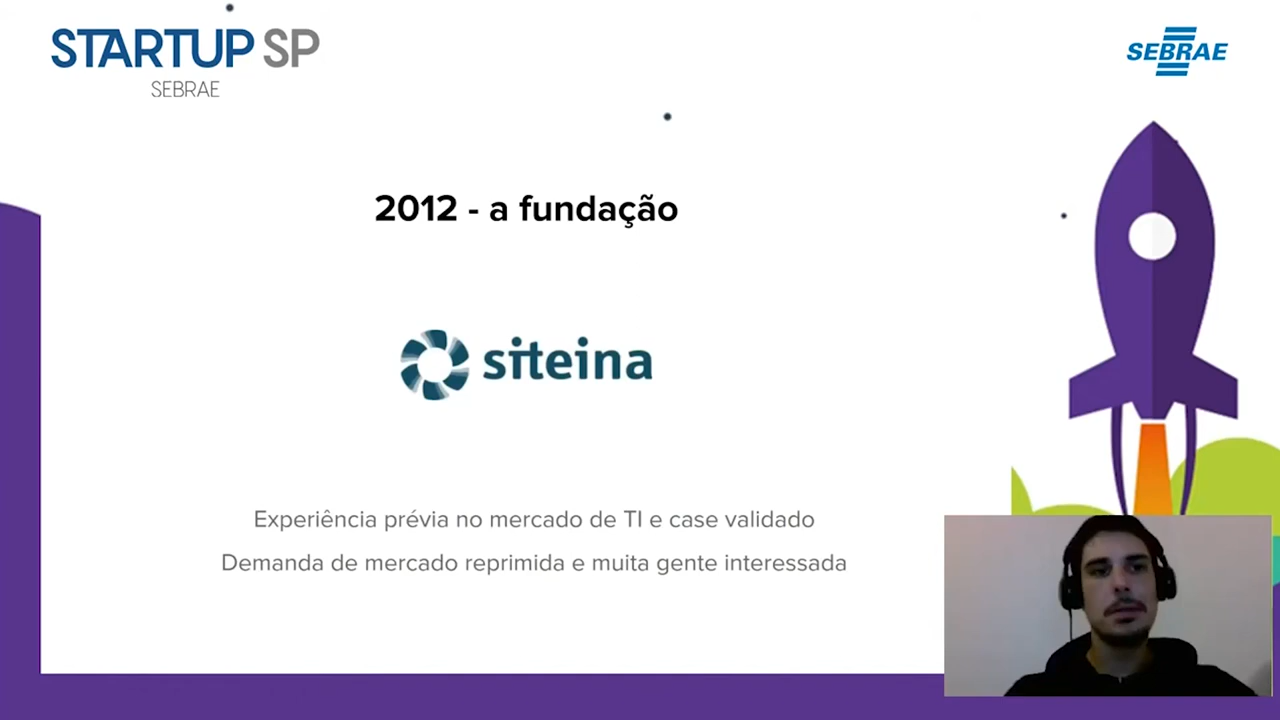 STARTUP SP
SEBRAE
SEBRAE
2012 - a fundação
siteina
Experiência prévia no mercado de TI e case validado
Demanda de mercado reprimida e muita gente interessada